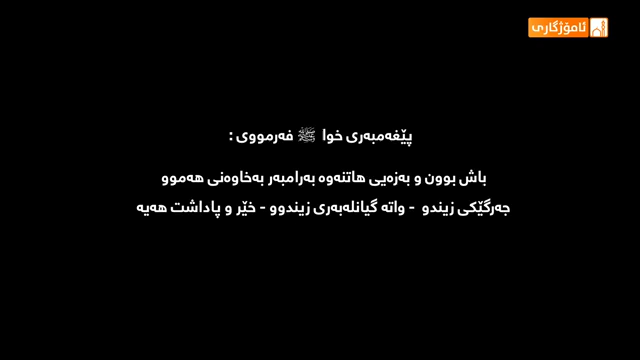 ئامۆژگاری
پێغەمبەری خوا ﷺ فەرمووی :
باش بوون و بەزەیی هاتنەوە بەرامبەر بەخاوەنی هەموو
جەرگێکی زیندو - واتە گیانلەبەری زیندوو - خێر و پاداشت هەیە